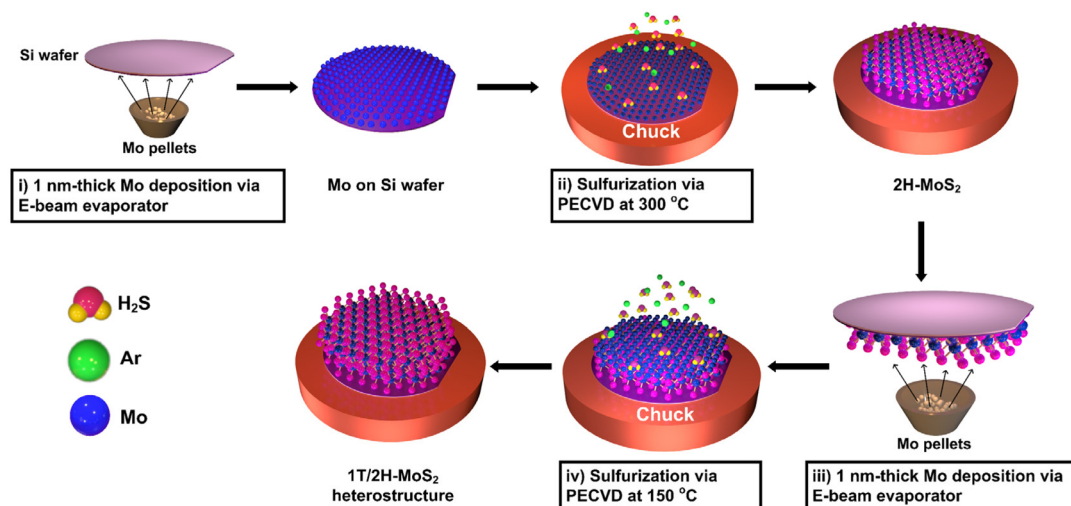 Si wafer
Mo pellets
i) 1 nm-thick Mo deposition via
E-beam evaporator
Mo on Si wafer
Chuck
ii) Sulfurization via
PECVD at 300 °C
2H-MoS₂
H₂S
Ar
Mo
1T/2H-MoS₂
heterostructure
Chuck
iv) Sulfurization via
PECVD at 150 °C
Mo pellets
iii) 1 nm-thick Mo deposition via
E-beam evaporator